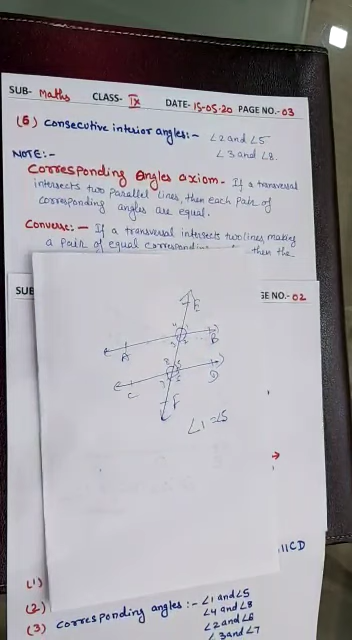 SUB- Maths CLASS- IX DATE- 15-05-20 PAGE NO.- 03
(6) Consecutive interior angles:- ∠2 and ∠5
∠3 and ∠8.
NOTE:-
Corresponding Angles axiom- If a transversal
intersects two parallel lines, then each pair of
corresponding angles are equal.
Converse:- If a transversal intersects two lines, making
a pair of equal correspondin then the
SUB GE NO.- 02
E
A B
C D
F
∠1=∠5
→
||CD
(1)
(2)
(3) Corresponding angles:- ∠1 and ∠5
∠4 and ∠8
∠2 and ∠6
∠3 and ∠7